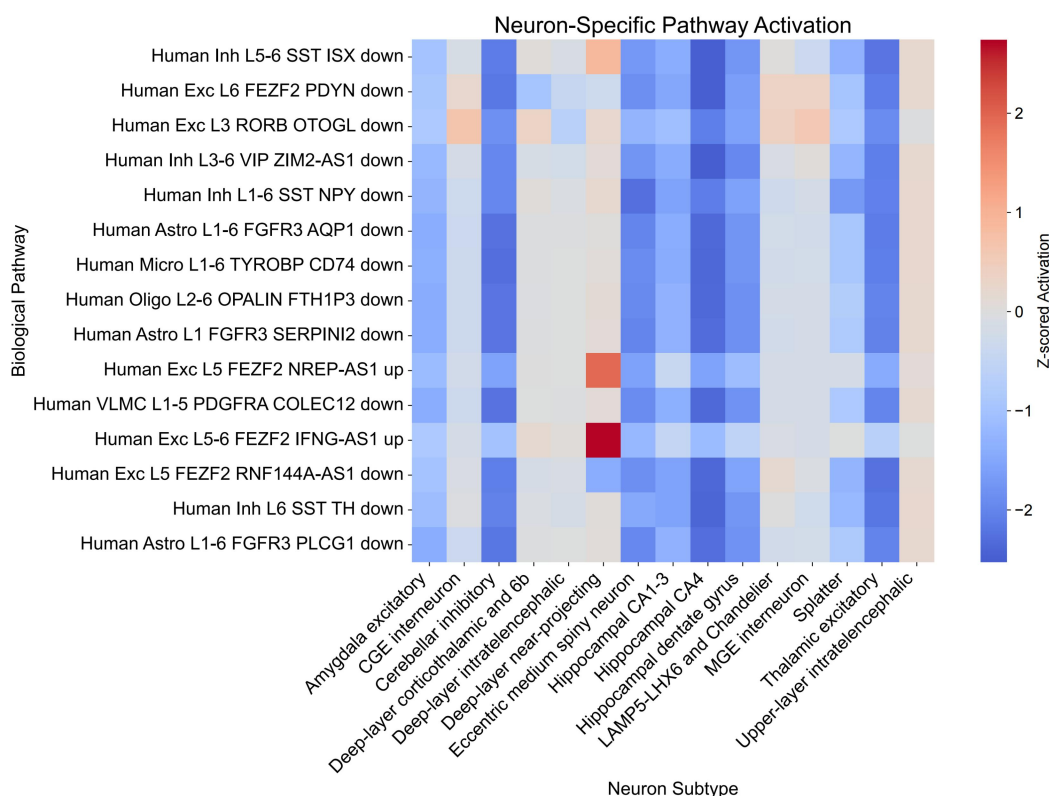 Neuron-Specific Pathway Activation
Biological Pathway
Human Inh L5-6 SST ISX down
Human Exc L6 FEZF2 PDYN down
Human Exc L3 RORB OTOGL down
Human Inh L3-6 VIP ZIM2-AS1 down
Human Inh L1-6 SST NPY down
Human Astro L1-6 FGFR3 AQP1 down
Human Micro L1-6 TYROBP CD74 down
Human Oligo L2-6 OPALIN FTH1P3 down
Human Astro L1 FGFR3 SERPINI2 down
Human Exc L5 FEZF2 NREP-AS1 up
Human VLMC L1-5 PDGFRA COLEC12 down
Human Exc L5-6 FEZF2 IFNG-AS1 up
Human Exc L5 FEZF2 RNF144A-AS1 down
Human Inh L6 SST TH down
Human Astro L1-6 FGFR3 PLCG1 down
Amygdala excitatory
CGE interneuron
Cerebellar inhibitory
Deep-layer corticothalamic and 6b
Deep-layer intratelencephalic
Deep-layer near-projecting
Eccentric medium spiny neuron
Hippocampal CA1-3
Hippocampal CA4
Hippocampal dentate gyrus
LAMP5-LHX6 and Chandelier
MGE interneuron
Splatter
Thalamic excitatory
Upper-layer intratelencephalic
Neuron Subtype
2
1
0
−1
−2
Z-scored Activation